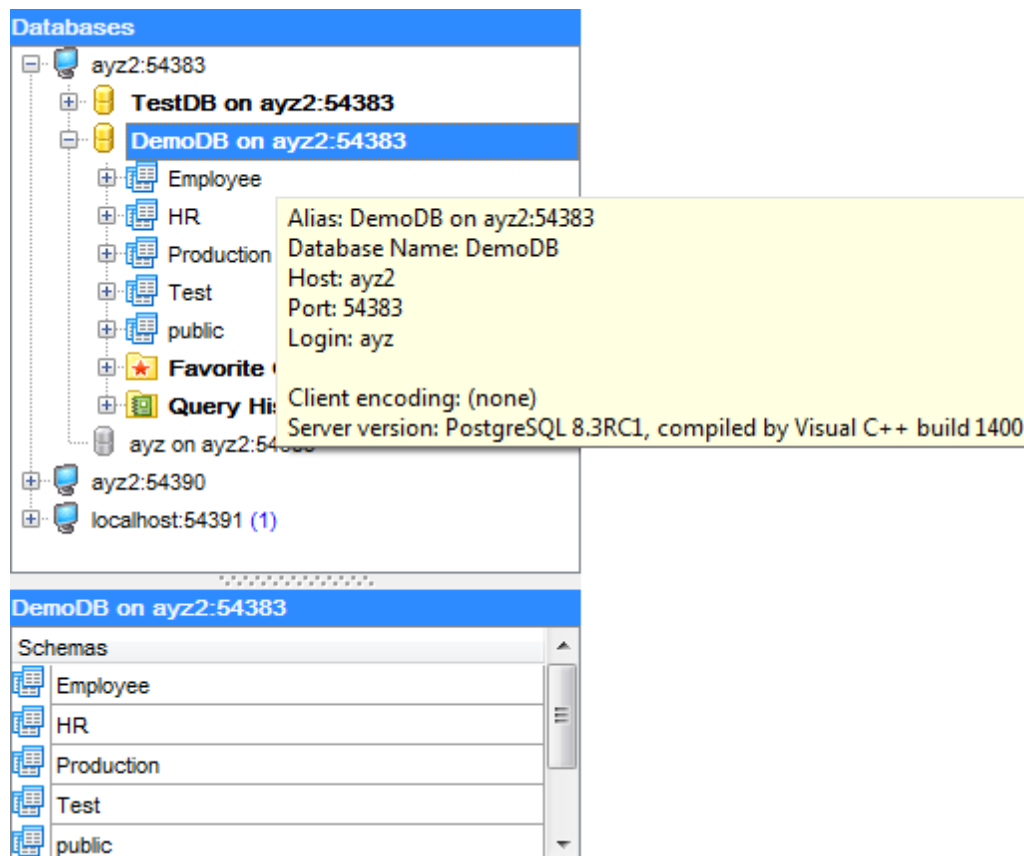 Databases
ayz2:54383
TestDB on ayz2:54383
DemoDB on ayz2:54383
Employee
HR
Production
Test
public
Favorite
Query
ayz on
ayz2:54390
localhost:54391 (1)
Alias: DemoDB on ayz2:54383
Database Name: DemoDB
Host: ayz2
Port: 54383
Login: ayz
Client encoding: (none)
Server version: PostgreSQL 8.3RC1, compiled by Visual C++ build 1400
DemoDB on ayz2:54383
Schemas
Employee
HR
Production
Test
public